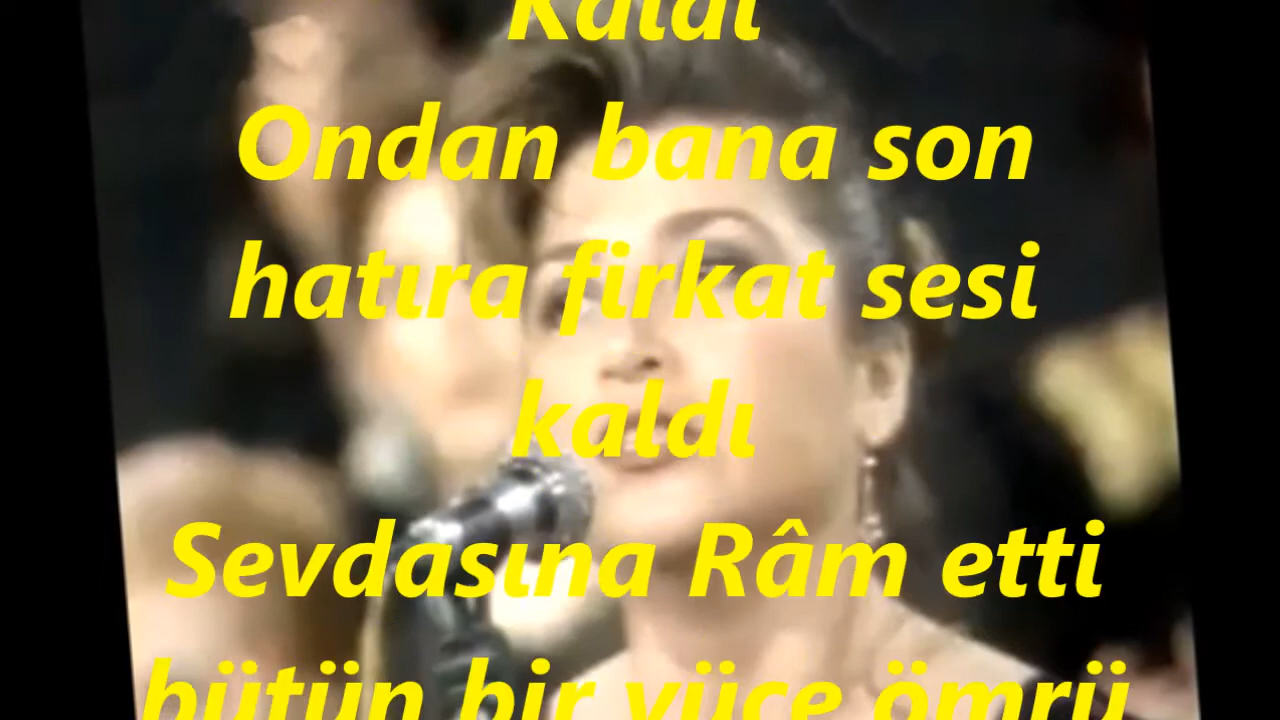 Kaldı
Ondan bana son
hatıra firkat sesi
kaldı
Sevdasına Râm etti
bütün bir yüce ömrü